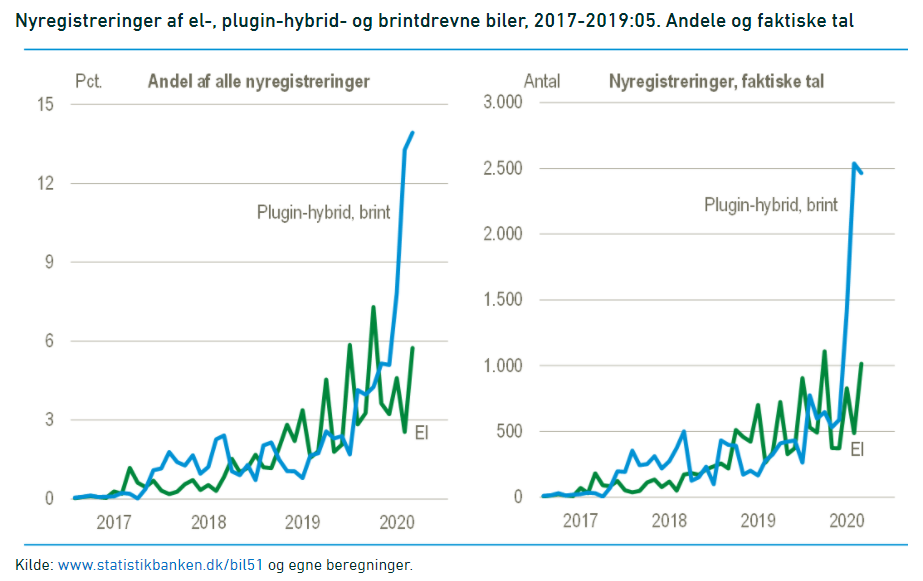 Nyregistreringer af el-, plugin-hybrid- og brintdrevne biler, 2017-2019:05. Andele og faktiske tal
Pct.
Andel af alle nyregistreringer
15
12
9
6
3
0
Plugin-hybrid, brint
El
2017
2018
2019
2020
Antal
Nyregistreringer, faktiske tal
3.000
2.500
2.000
1.500
1.000
500
0
Plugin-hybrid, brint
El
2017
2018
2019
2020
Kilde: www.statistikbanken.dk/bil51 og egne beregninger.